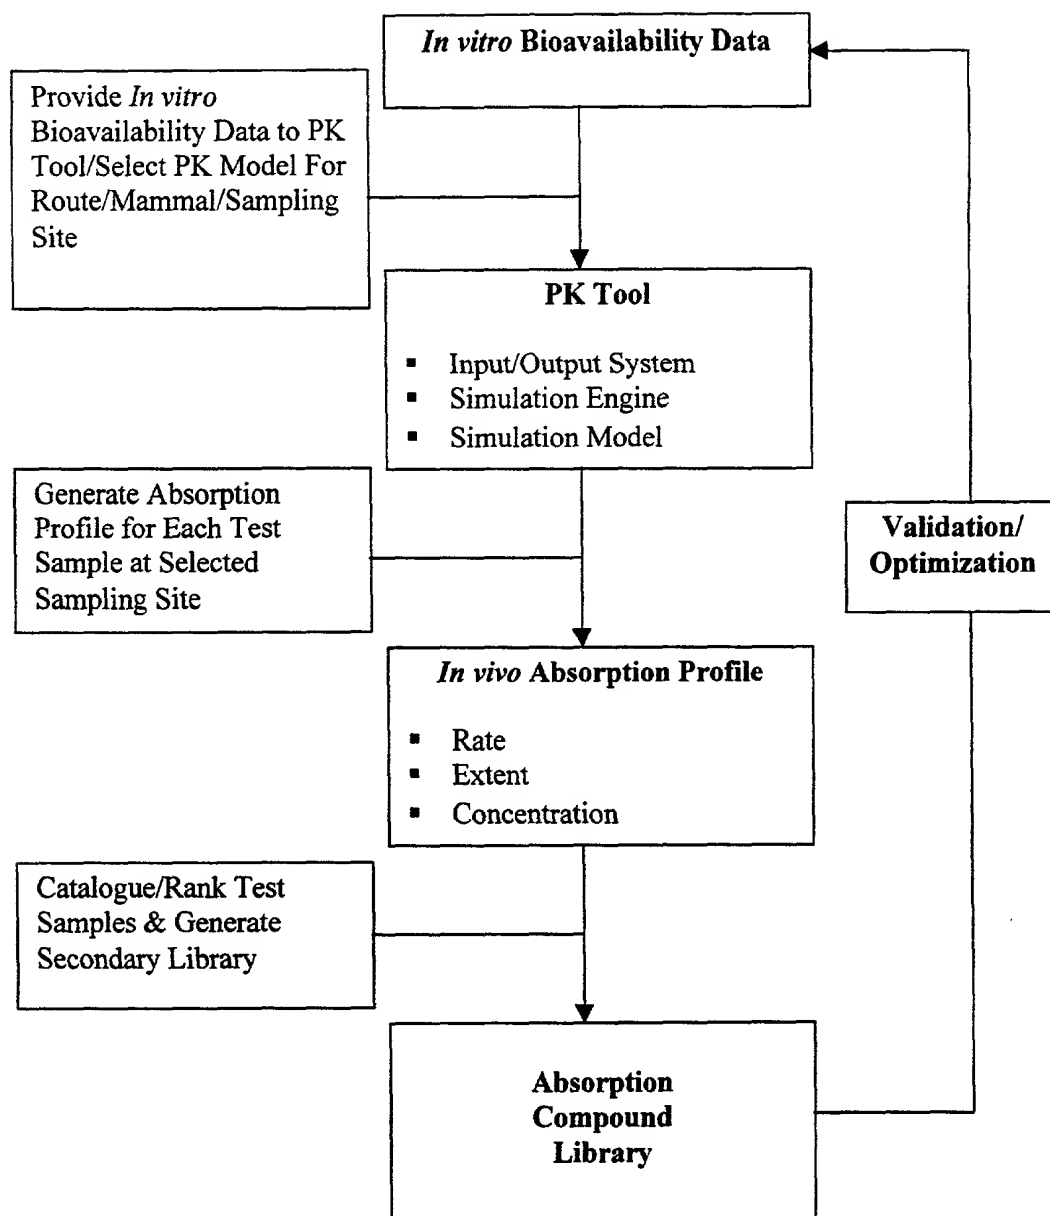 In vitro Bioavailability Data
Provide In vitro
Bioavailability Data to PK
Tool/Select PK Model For
Route/Mammal/Sampling
Site
PK Tool
▪ Input/Output System
▪ Simulation Engine
▪ Simulation Model
Generate Absorption
Profile for Each Test
Sample at Selected
Sampling Site
Validation/
Optimization
In vivo Absorption Profile
▪ Rate
▪ Extent
▪ Concentration
Catalogue/Rank Test
Samples & Generate
Secondary Library
Absorption
Compound
Library